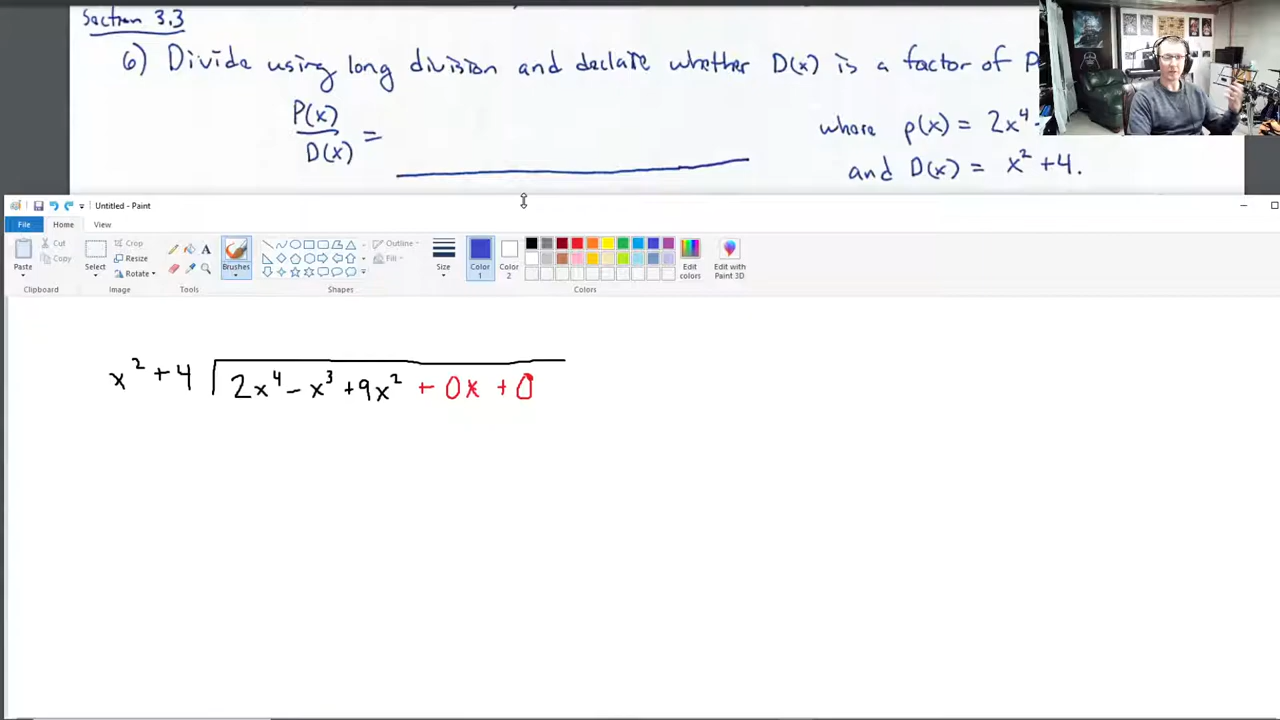 Section 3.3
6) Divide using long division and declare whether D(x) is a factor of P
P(x)
D(x) =
where p(x) = 2x⁴ -
and D(x) = x² + 4.
Untitled - Paint
File Home View
Paste Cut Copy Select Crop Resize Rotate A Brushes Outline Fill Size Color 1 Color 2 Edit colors Edit with Paint 3D
Clipboard Image Tools Shapes Colors
x² + 4 2x⁴ - x³ + 9x² + 0x + 0